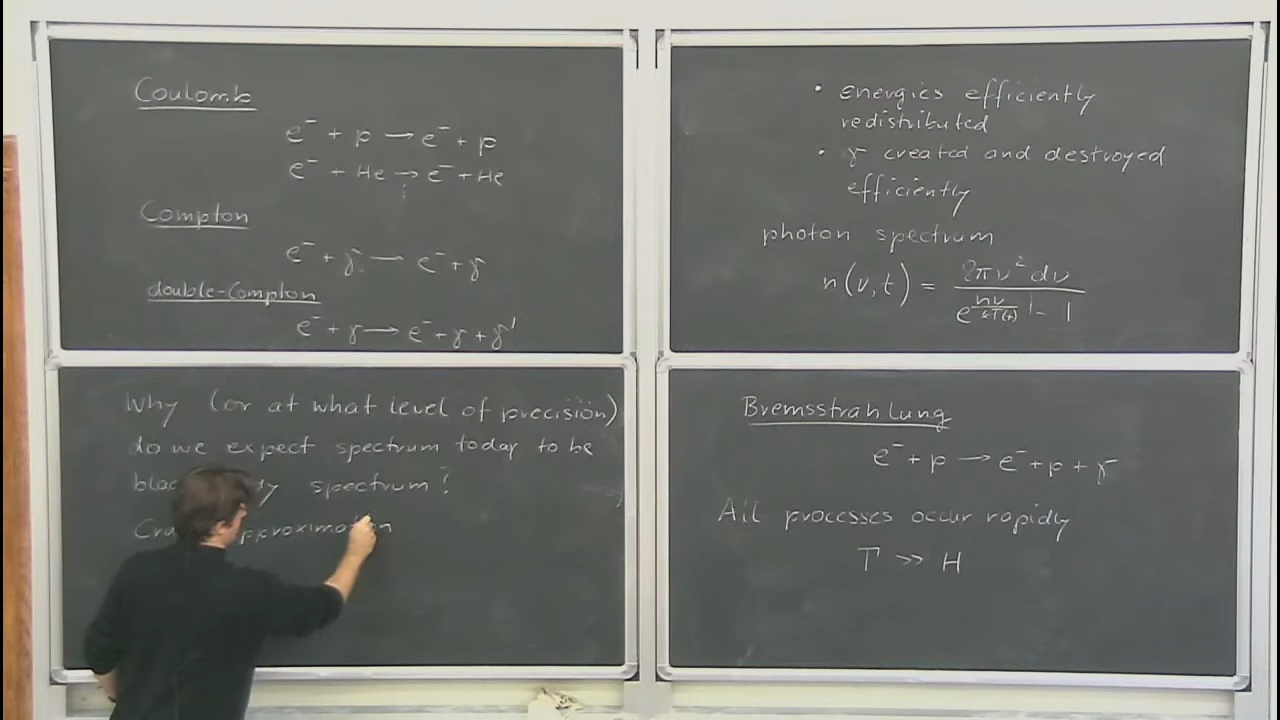 Coulomb
e⁻ + p → e⁻ + p
e⁻ + He → e⁻ + He
⋮
Compton
e⁻ + γ — e⁻ + γ
double-Compton
e⁻ + γ → e⁻ + γ + γ'
Why (or at what level of precision)
do we expect spectrum today to be
spectrum?
• energies efficiently
redistributed
• γ created and destroyed
efficiently
photon spectrum
n(ν,t) = 8πν² dν / e^(hν/kT(t)) - 1
Bremsstrahlung
e⁻ + p → e⁻ + p + γ
All processes occur rapidly
Γ >> H